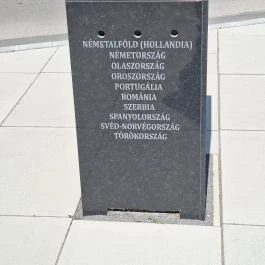 NÉMETALFÖLD (HOLLANDIA)
NÉMETORSZÁG
OLASZORSZÁG
OROSZORSZÁG
PORTUGÁLIA
ROMÁNIA
SZERBIA
SPANYOLORSZÁG
SVÉD-NORVÉGORSZÁG
TÖRÖKORSZÁG